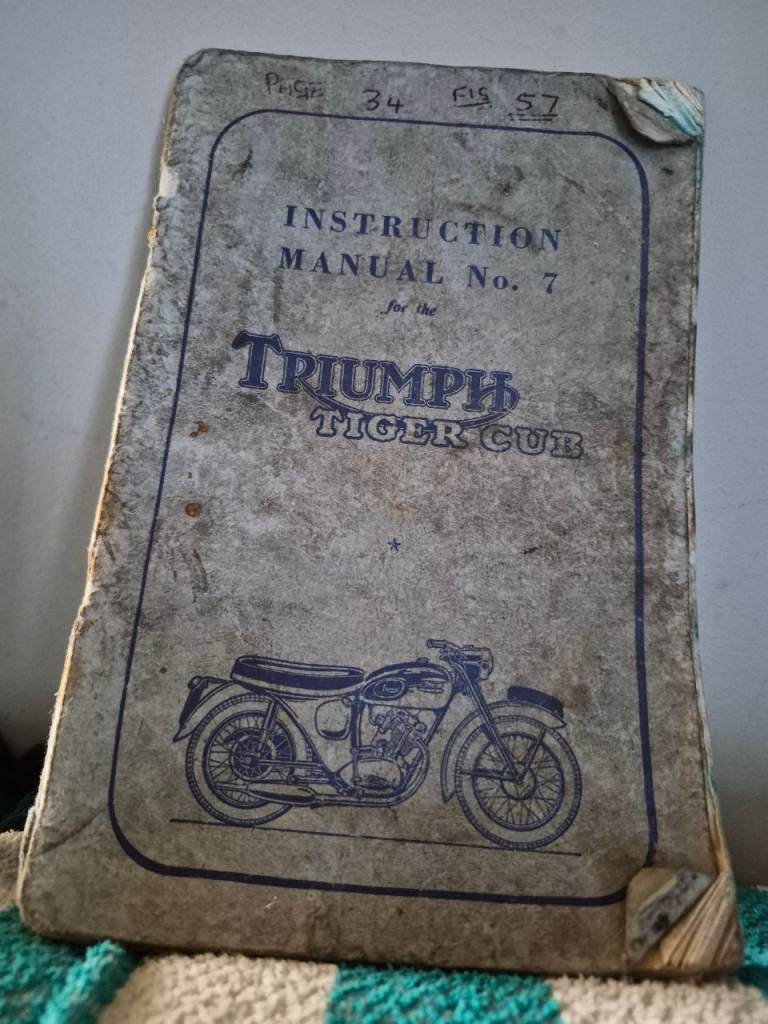 PAGE 34 FIG 57
INSTRUCTION
MANUAL No. 7
for the
TRIUMPH
TIGER CUB
*